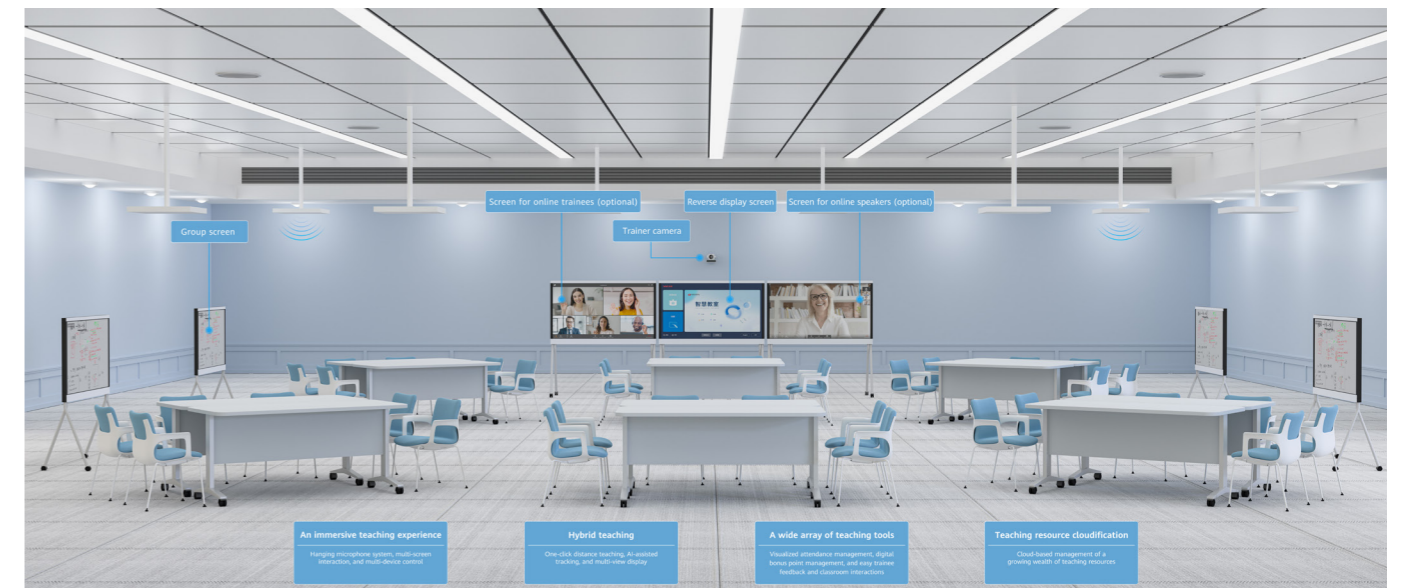 Screen for online trainees (optional)
Reverse display screen
Screen for online speakers (optional)
Group screen
Trainer camera
智慧教室
An immersive teaching experience
Hanging microphone system, multi-screen
interaction, and multi-device control
Hybrid teaching
One-click distance teaching, AI-assisted
tracking, and multi-view display
A wide array of teaching tools
Visualized attendance management, digital
bonus point management, and easy trainee
feedback and classroom interactions
Teaching resource cloudification
Cloud-based management of a
growing wealth of teaching resources